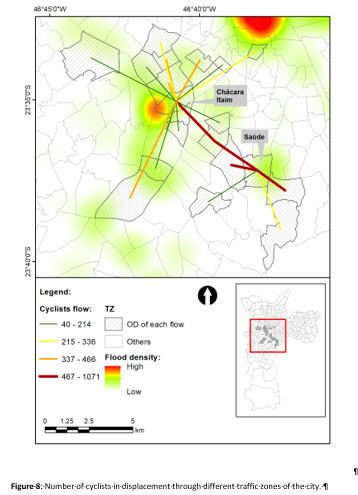 46°45'0"O 46°40'0"O
23°35'0"S
Chácara
Itaim
Saúde
23°40'0"S
Legend:
Cyclists flow: TZ
40 - 214 OD of each flow
215 - 336 Others
337 - 466 Flood density:
467 - 1071 High
Low
0 1.25 2.5 5
km
¶
Figure·8:·Number·of·cyclists·in·displacement·through·different·traffic·zones·of·the·city.·¶